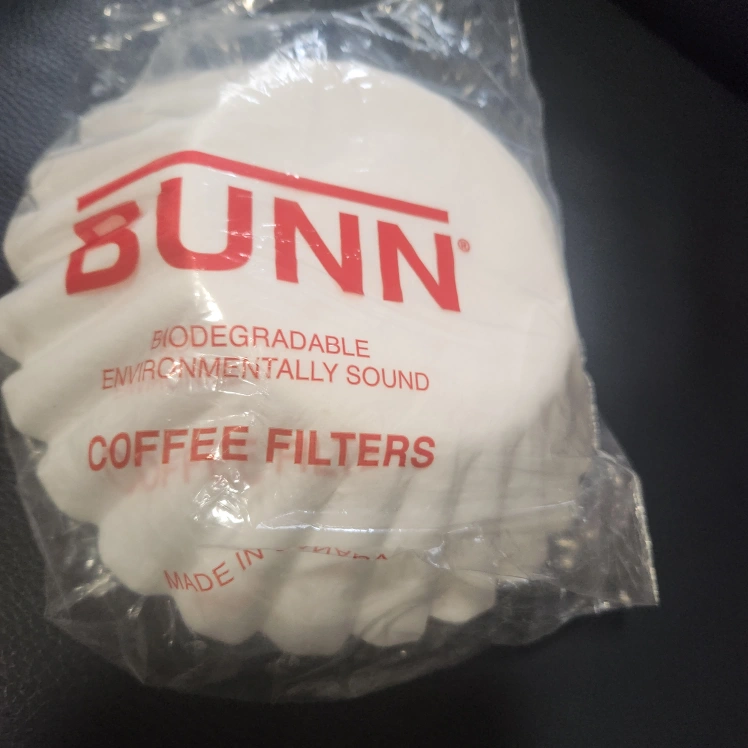 BUNN®
BIODEGRADABLE
ENVIRONMENTALLY SOUND
COFFEE FILTERS
MADE IN